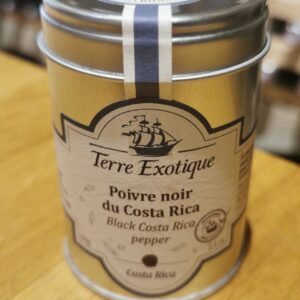 Terre Exotique
Poivre noir
du Costa Rica
Black Costa Rica
pepper
Costa Rica